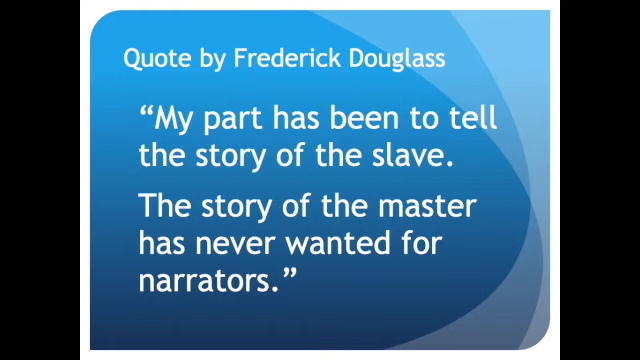 Quote by Frederick Douglass
“My part has been to tell
the story of the slave.
The story of the master
has never wanted for
narrators.”